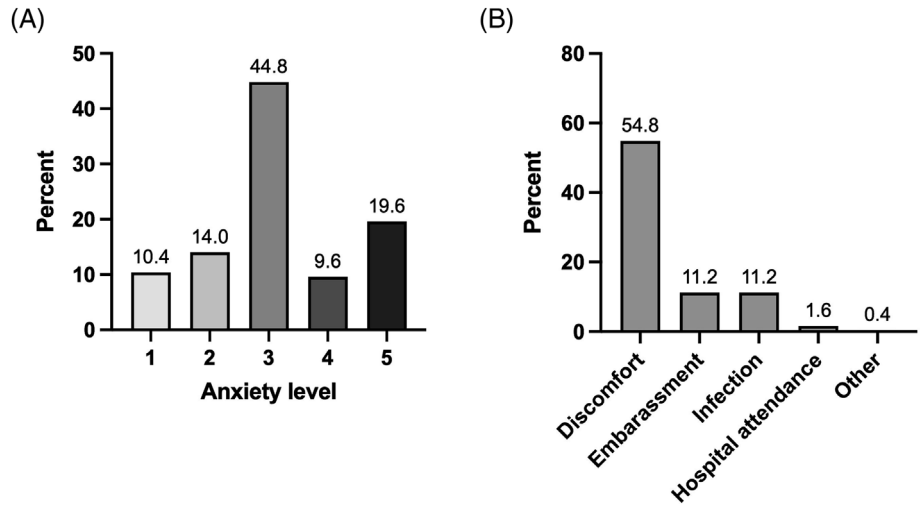 (A)
50
40
30
20
10
0
Percent
10.4
14.0
44.8
9.6
19.6
1 2 3 4 5
Anxiety level
(B)
80
60
40
20
0
Percent
54.8
11.2
11.2
1.6
0.4
Discomfort
Embarassment
Infection
Hospital attendance
Other